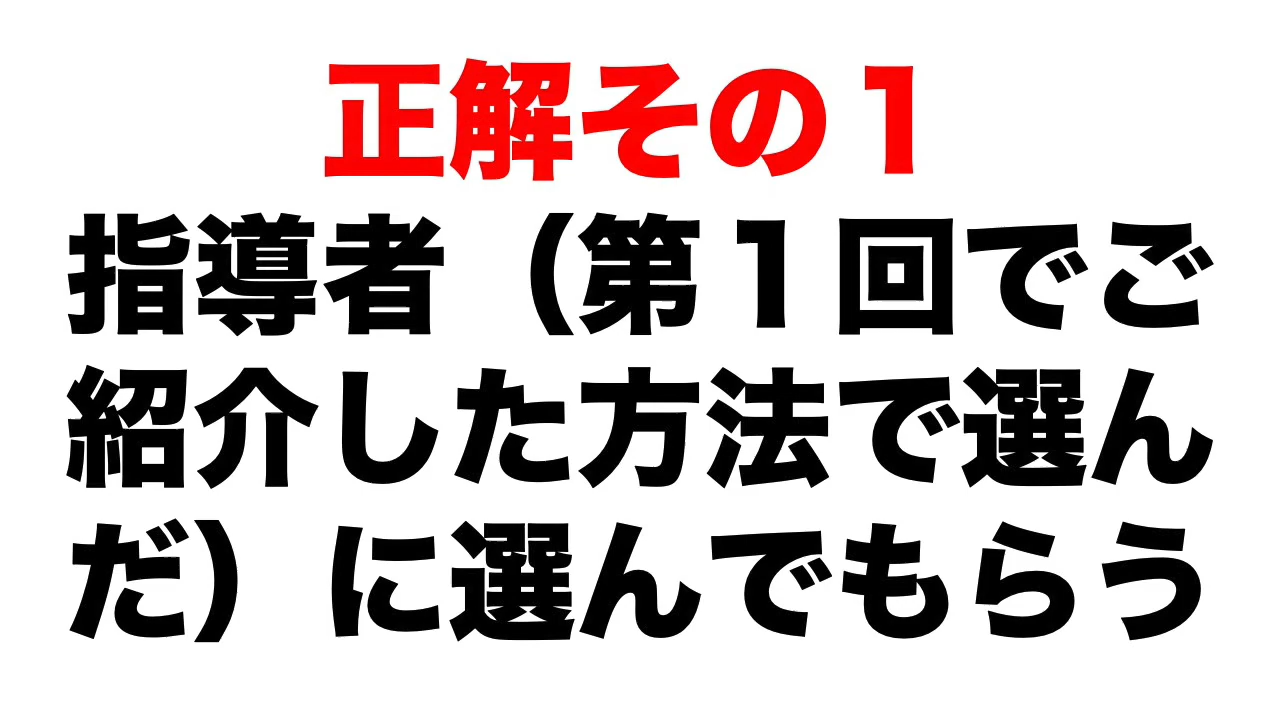 正解その１
指導者（第１回でご
紹介した方法で選ん
だ）に選んでもらう